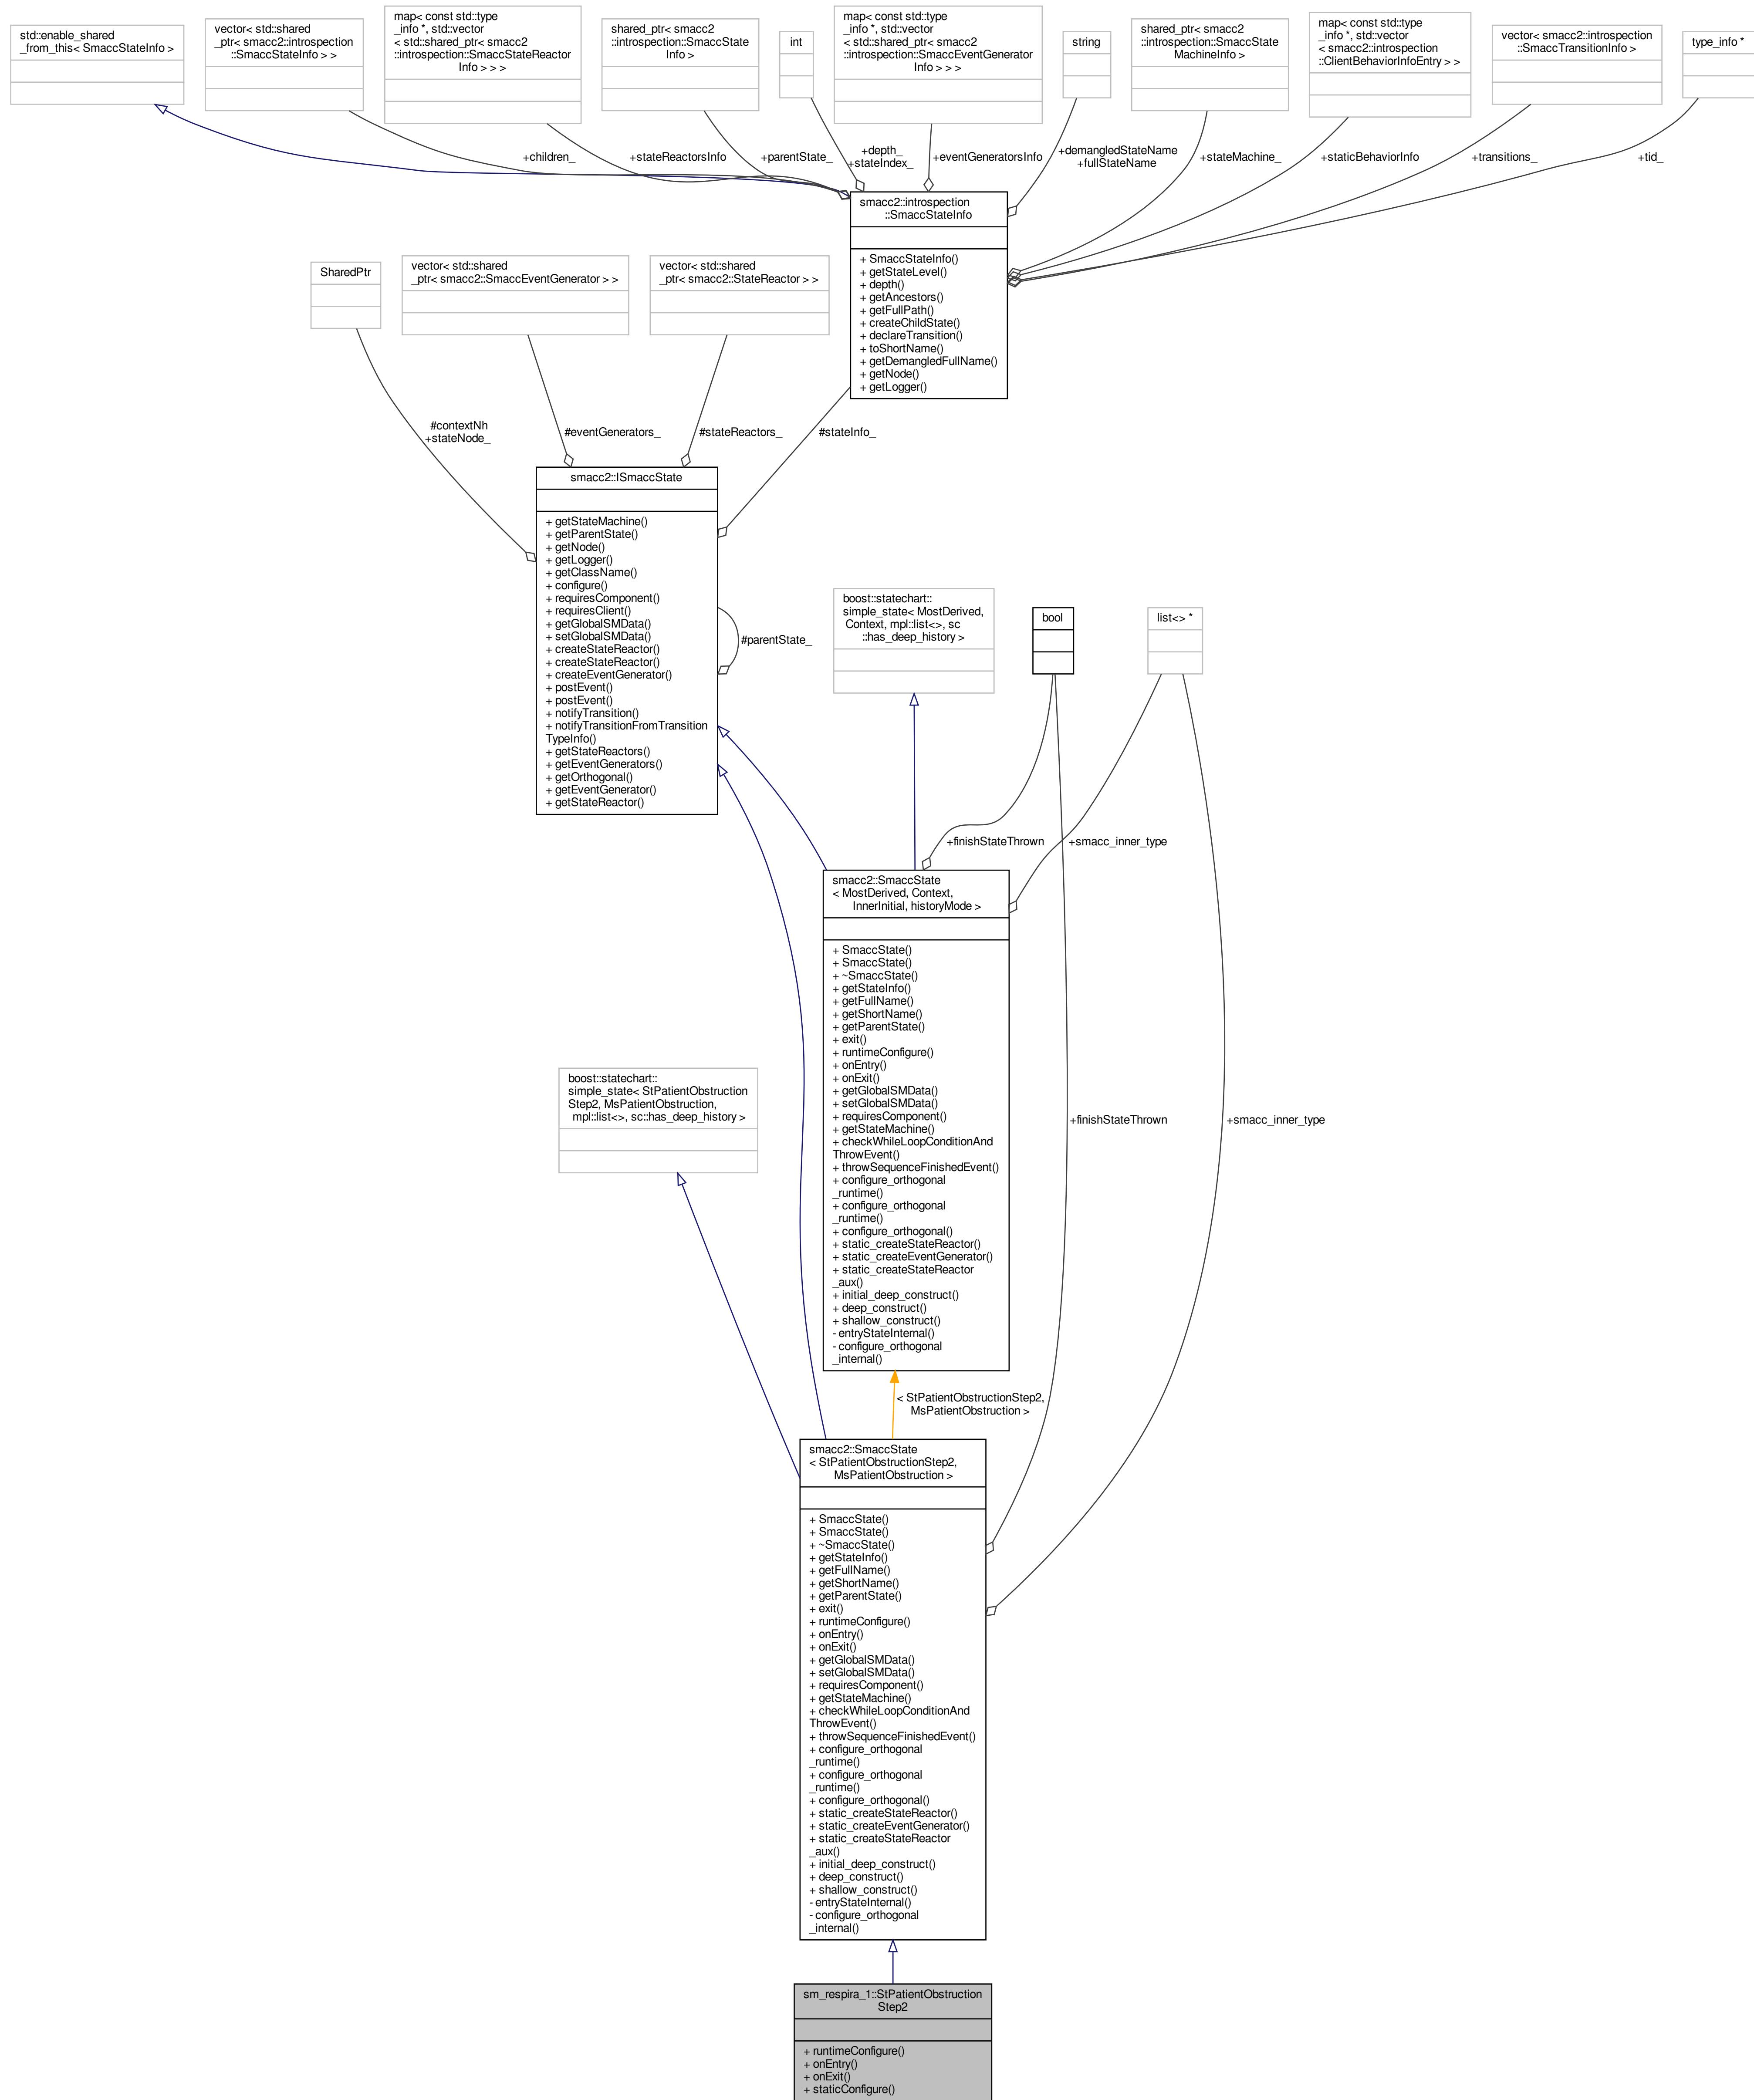 std::enable_shared
_from_this< SmaccStateInfo >
vector< std::shared
_ptr< smacc2::introspection
::SmaccStateInfo > >
map< const std::type
_info *, std::vector
< std::shared_ptr< smacc2
::introspection::SmaccStateReactor
Info > > >
shared_ptr< smacc2
::introspection::SmaccState
Info >
int
map< const std::type
_info *, std::vector
< std::shared_ptr< smacc2
::introspection::SmaccEventGenerator
Info > > >
string
shared_ptr< smacc2
::introspection::SmaccState
MachineInfo >
map< const std::type
_info *, std::vector
< smacc2::introspection
::ClientBehaviorInfoEntry > >
vector< smacc2::introspection
::SmaccTransitionInfo >
type_info *
+children_
+stateReactorsInfo
+parentState_
+depth_
+stateIndex_
+eventGeneratorsInfo
+demangledStateName
+fullStateName
+stateMachine_
+staticBehaviorInfo
+transitions_
+tid_
smacc2::introspection
::SmaccStateInfo
+ SmaccStateInfo()
+ getStateLevel()
+ depth()
+ getAncestors()
+ getFullPath()
+ createChildState()
+ declareTransition()
+ toShortName()
+ getDemangledFullName()
+ getNode()
+ getLogger()
SharedPtr
vector< std::shared
_ptr< smacc2::SmaccEventGenerator > >
vector< std::shared
_ptr< smacc2::StateReactor > >
#contextNh
+stateNode_
#eventGenerators_
#stateReactors_
#stateInfo_
smacc2::ISmaccState
+ getStateMachine()
+ getParentState()
+ getNode()
+ getLogger()
+ getClassName()
+ configure()
+ requiresComponent()
+ requiresClient()
+ getGlobalSMData()
+ setGlobalSMData()
+ createStateReactor()
+ createStateReactor()
+ createEventGenerator()
+ postEvent()
+ postEvent()
+ notifyTransition()
+ notifyTransitionFromTransition
TypeInfo()
+ getStateReactors()
+ getEventGenerators()
+ getOrthogonal()
+ getEventGenerator()
+ getStateReactor()
#parentState_
boost::statechart::
simple_state< MostDerived,
Context, mpl::list<>, sc
::has_deep_history >
bool
list<> *
+finishStateThrown
+smacc_inner_type
smacc2::SmaccState
< MostDerived, Context,
InnerInitial, historyMode >
+ SmaccState()
+ SmaccState()
+ ~SmaccState()
+ getStateInfo()
+ getFullName()
+ getShortName()
+ getParentState()
+ exit()
+ runtimeConfigure()
+ onEntry()
+ onExit()
+ getGlobalSMData()
+ setGlobalSMData()
+ requiresComponent()
+ getStateMachine()
+ checkWhileLoopConditionAnd
ThrowEvent()
+ throwSequenceFinishedEvent()
+ configure_orthogonal
_runtime()
+ configure_orthogonal
_runtime()
+ configure_orthogonal()
+ static_createStateReactor()
+ static_createEventGenerator()
+ static_createStateReactor
_aux()
+ initial_deep_construct()
+ deep_construct()
+ shallow_construct()
- entryStateInternal()
- configure_orthogonal
_internal()
boost::statechart::
simple_state< StPatientObstruction
Step2, MsPatientObstruction,
mpl::list<>, sc::has_deep_history >
+finishStateThrown
+smacc_inner_type
< StPatientObstructionStep2,
MsPatientObstruction >
smacc2::SmaccState
< StPatientObstructionStep2,
MsPatientObstruction >
+ SmaccState()
+ SmaccState()
+ ~SmaccState()
+ getStateInfo()
+ getFullName()
+ getShortName()
+ getParentState()
+ exit()
+ runtimeConfigure()
+ onEntry()
+ onExit()
+ getGlobalSMData()
+ setGlobalSMData()
+ requiresComponent()
+ getStateMachine()
+ checkWhileLoopConditionAnd
ThrowEvent()
+ throwSequenceFinishedEvent()
+ configure_orthogonal
_runtime()
+ configure_orthogonal
_runtime()
+ configure_orthogonal()
+ static_createStateReactor()
+ static_createEventGenerator()
+ static_createStateReactor
_aux()
+ initial_deep_construct()
+ deep_construct()
+ shallow_construct()
- entryStateInternal()
- configure_orthogonal
_internal()
sm_respira_1::StPatientObstruction
Step2
+ runtimeConfigure()
+ onEntry()
+ onExit()
+ staticConfigure()